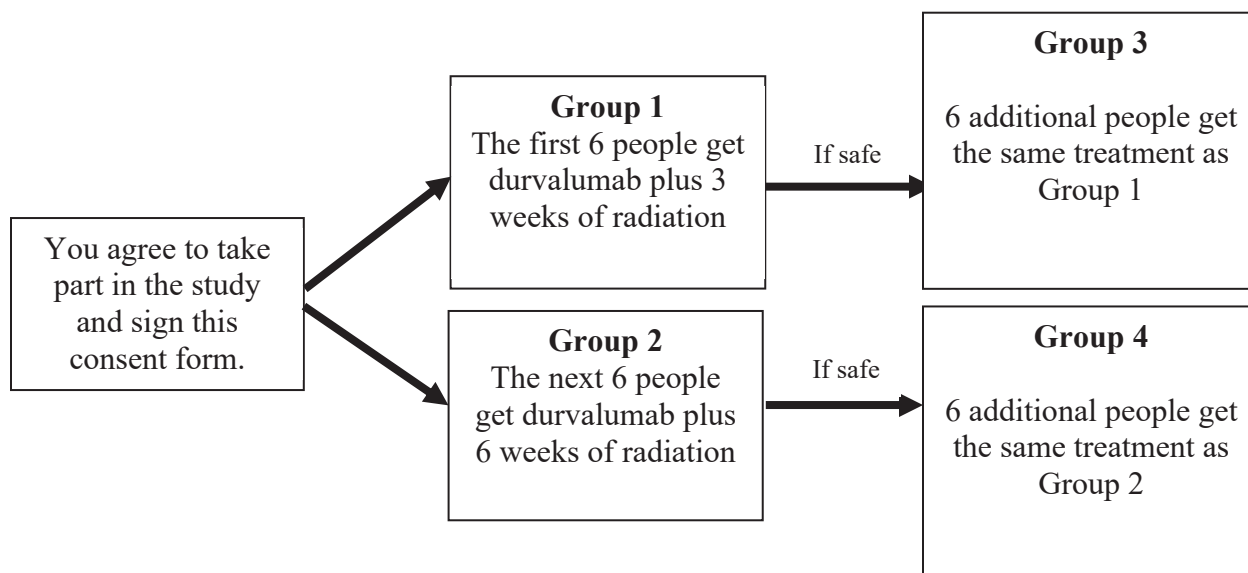 You agree to take
part in the study
and sign this
consent form.
Group 1
The first 6 people get
durvalumab plus 3
weeks of radiation
If safe
Group 3
6 additional people get
the same treatment as
Group 1
Group 2
The next 6 people
get durvalumab plus
6 weeks of radiation
If safe
Group 4
6 additional people get
the same treatment as
Group 2